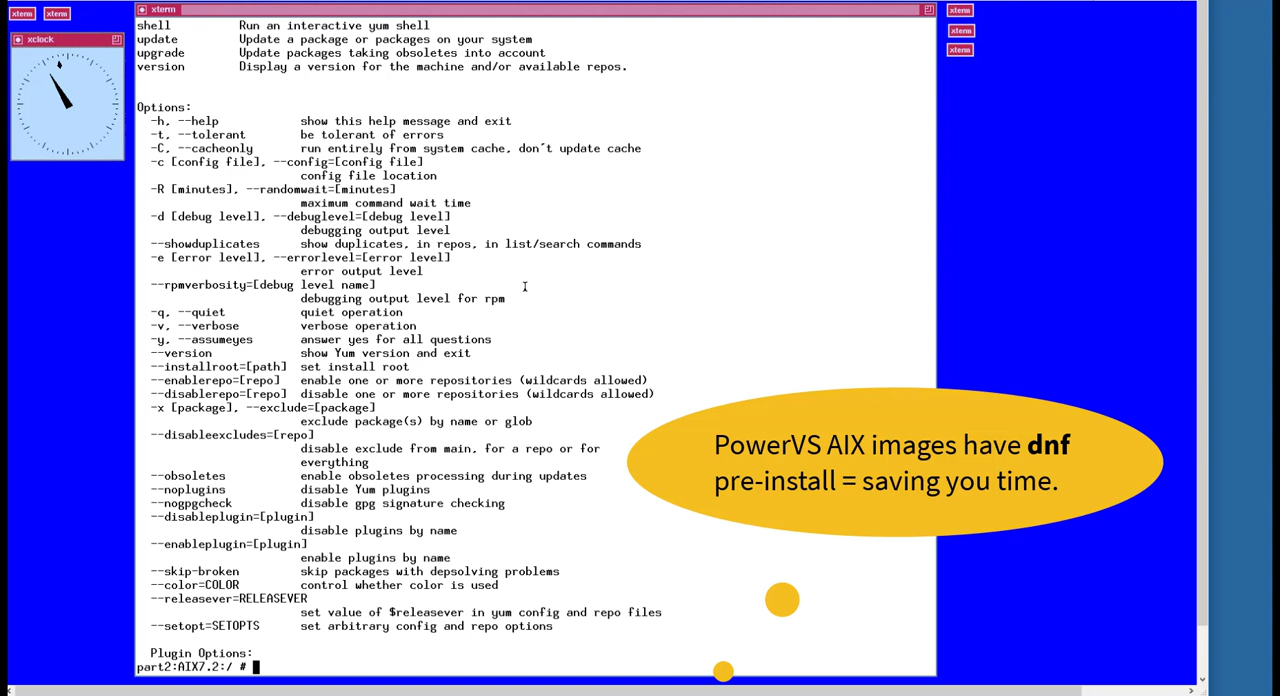 xterm
xterm
xclock
xterm
xterm
xterm
xterm
shell Run an interactive yum shell
update Update a package or packages on your system
upgrade Update packages taking obsoletes into account
version Display a version for the machine and/or available repos.
Options:
-h, --help show this help message and exit
-t, --tolerant be tolerant of errors
-C, --cacheonly run entirely from system cache, don't update cache
-c [config file], --config=[config file]
config file location
-R [minutes], --randomwait=[minutes]
maximum command wait time
-d [debug level], --debuglevel=[debug level]
debugging output level
--showduplicates show duplicates, in repos, in list/search commands
-e [error level], --errorlevel=[error level]
error output level
--rpmverbosity=[debug level name]
debugging output level for rpm
-q, --quiet quiet operation
-v, --verbose verbose operation
-y, --assumeyes answer yes for all questions
--version show Yum version and exit
--installroot=[path] set install root
--enablerepo=[repo] enable one or more repositories (wildcards allowed)
--disablerepo=[repo] disable one or more repositories (wildcards allowed)
-x [package], --exclude=[package]
exclude package(s) by name or glob
--disableexcludes=[repo]
disable exclude from main, for a repo or for
everything
--obsoletes enable obsoletes processing during updates
--noplugins disable Yum plugins
--nogpgcheck disable gpg signature checking
--disableplugin=[plugin]
disable plugins by name
--enableplugin=[plugin]
enable plugins by name
--skip-broken skip packages with depsolving problems
--color=COLOR control whether color is used
--releasever=RELEASEVER
set value of $releasever in yum config and repo files
--setopt=SETOPTS set arbitrary config and repo options
Plugin Options:
part2:AIX7.2:/ #
PowerVS AIX images have dnf
pre-install = saving you time.